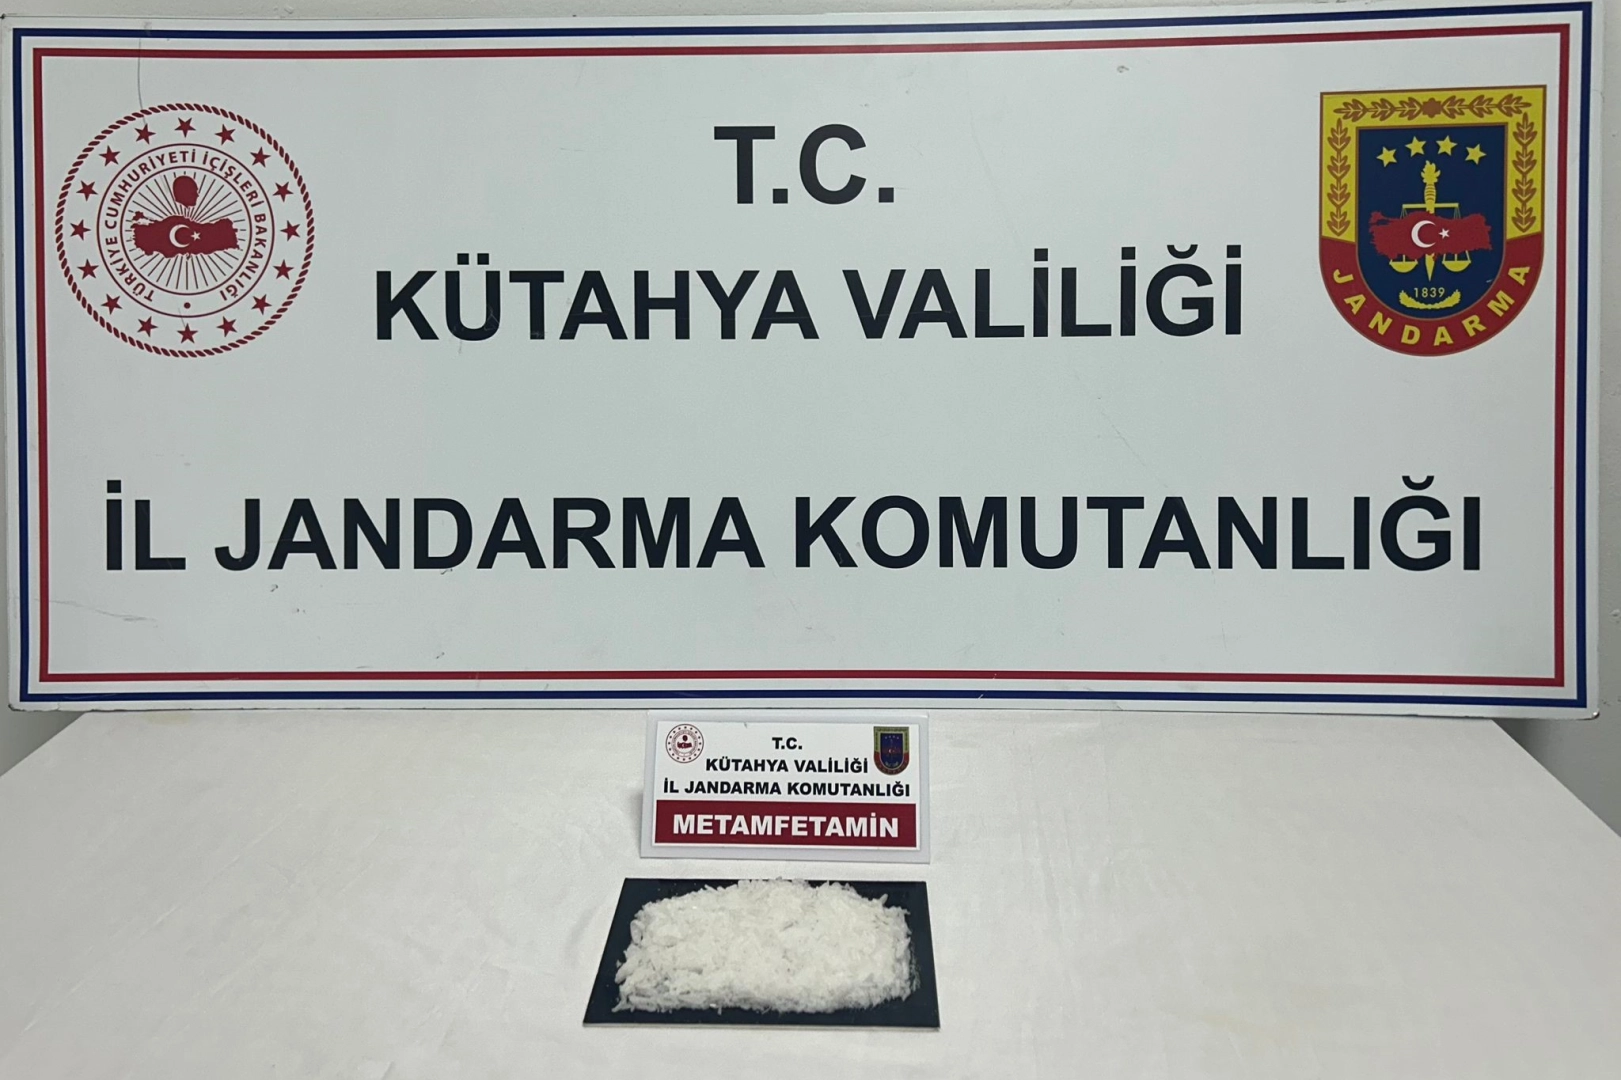 T.C.
KÜTAHYA VALİLİĞİ
İL JANDARMA KOMUTANLIĞI
TÜRKİYE CUMHURİYETİ İÇİŞLERİ BAKANLIĞI
1839
JANDARMA
T.C.
KÜTAHYA VALİLİĞİ
İL JANDARMA KOMUTANLIĞI
METAMFETAMİN